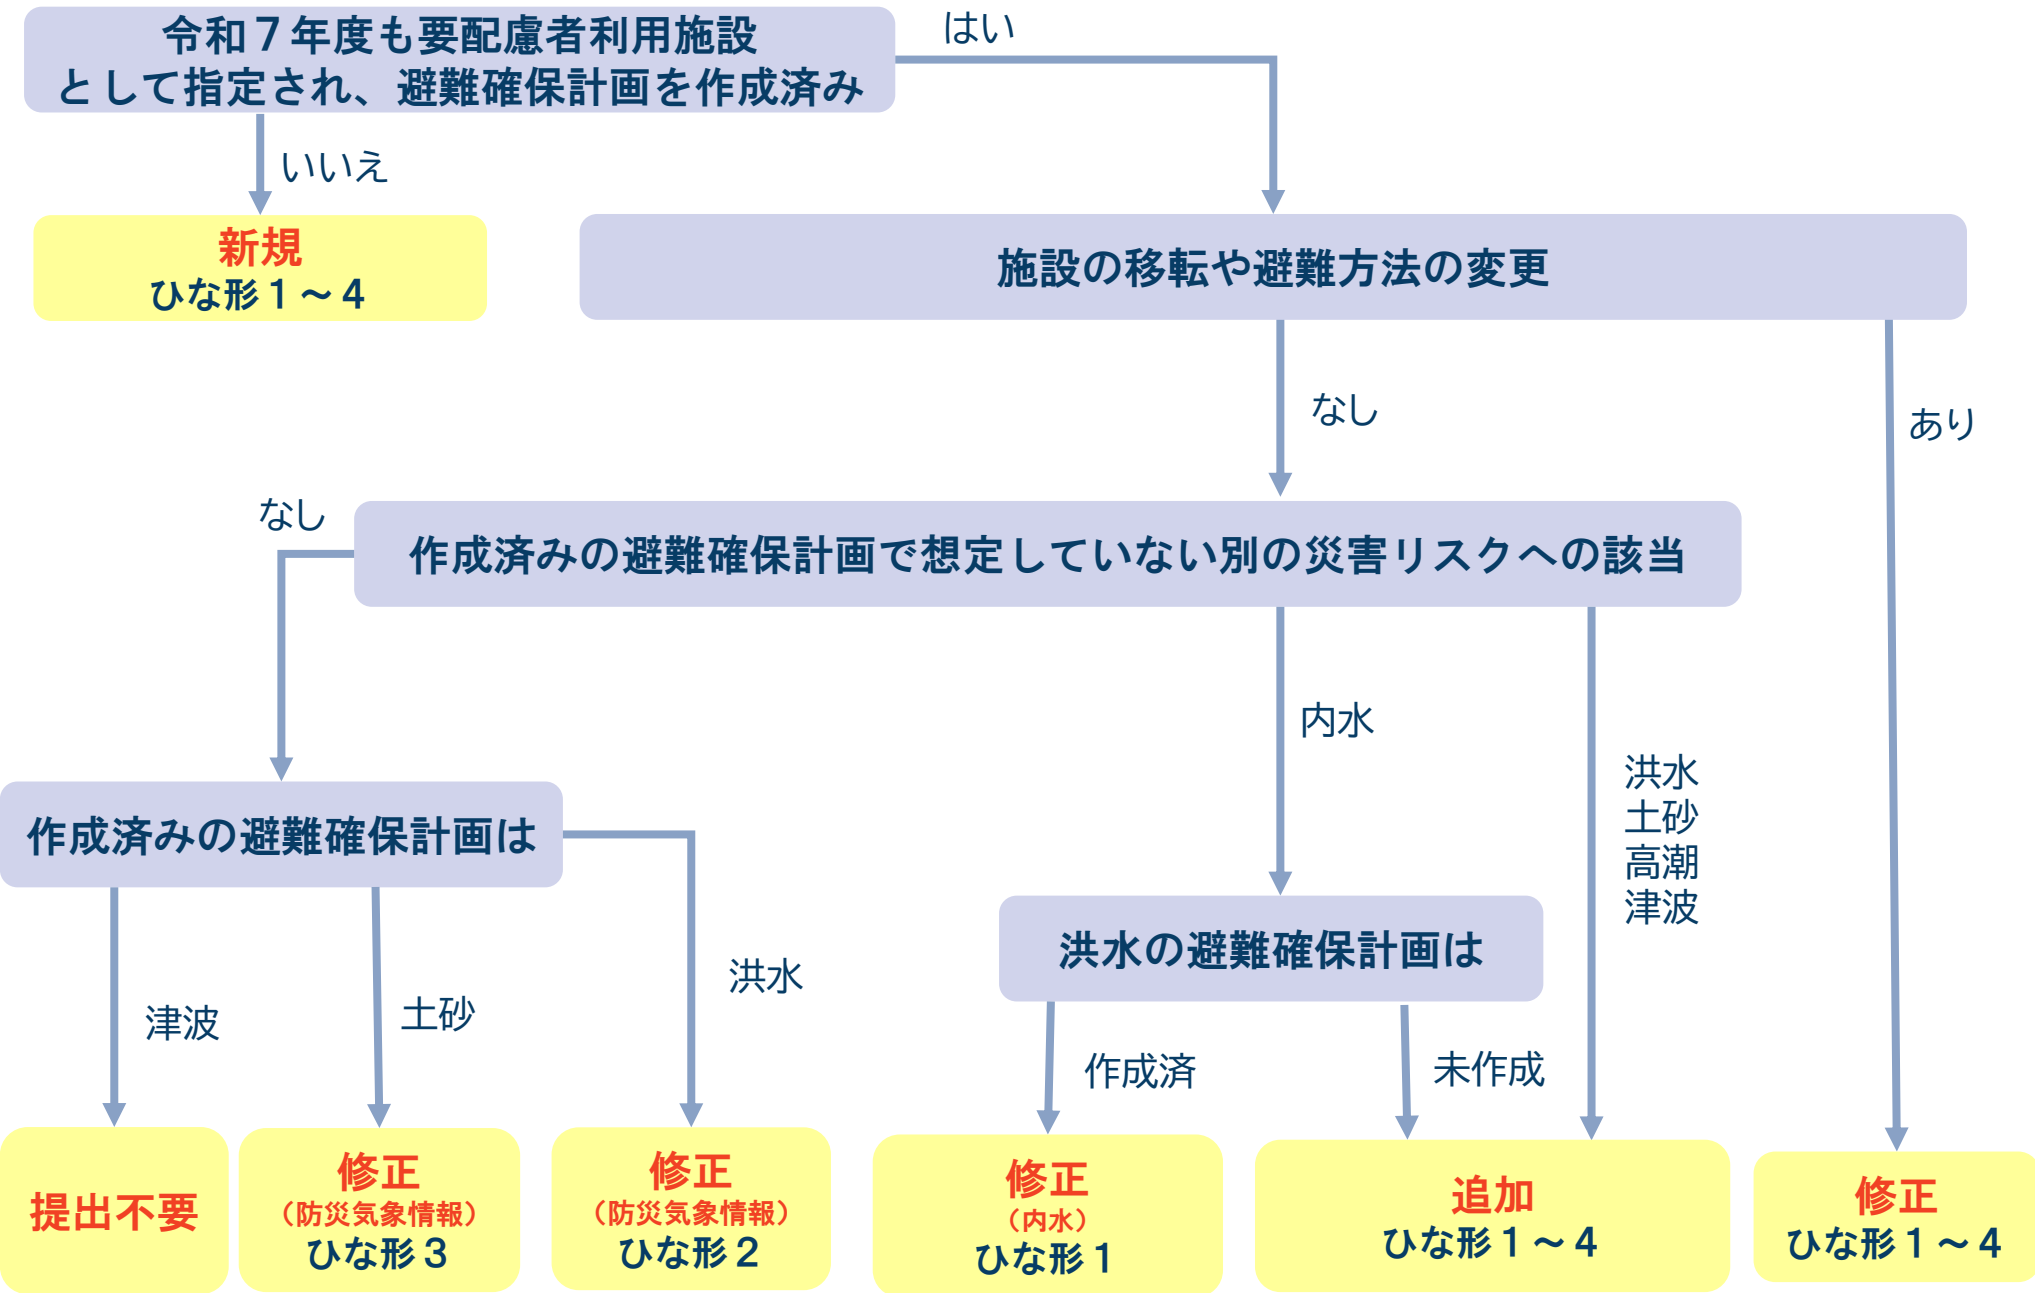 令和７年度も要配慮者利用施設
として指定され、避難確保計画を作成済み
はい
いいえ
新規
ひな形１～４
施設の移転や避難方法の変更
なし
あり
なし
作成済みの避難確保計画で想定していない別の災害リスクへの該当
内水
洪水
土砂
高潮
津波
作成済みの避難確保計画は
洪水の避難確保計画は
津波
土砂
洪水
作成済
未作成
提出不要
修正
（防災気象情報）
ひな形３
修正
（防災気象情報）
ひな形２
修正
（内水）
ひな形１
追加
ひな形１～４
修正
ひな形１～４